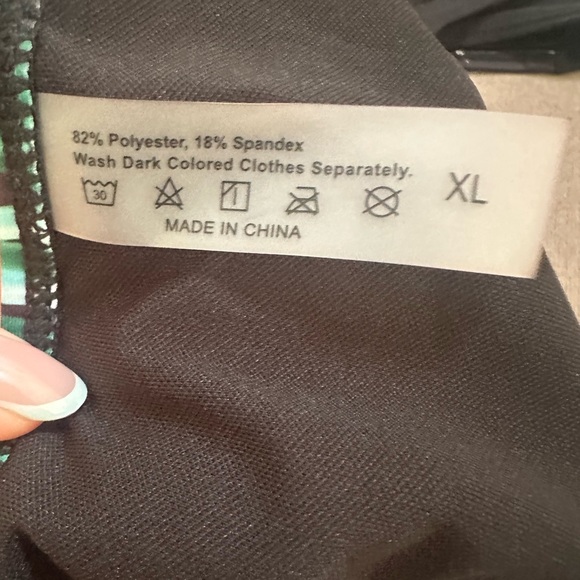 82% Polyester, 18% Spandex
Wash Dark Colored Clothes Separately.
XL
30
MADE IN CHINA